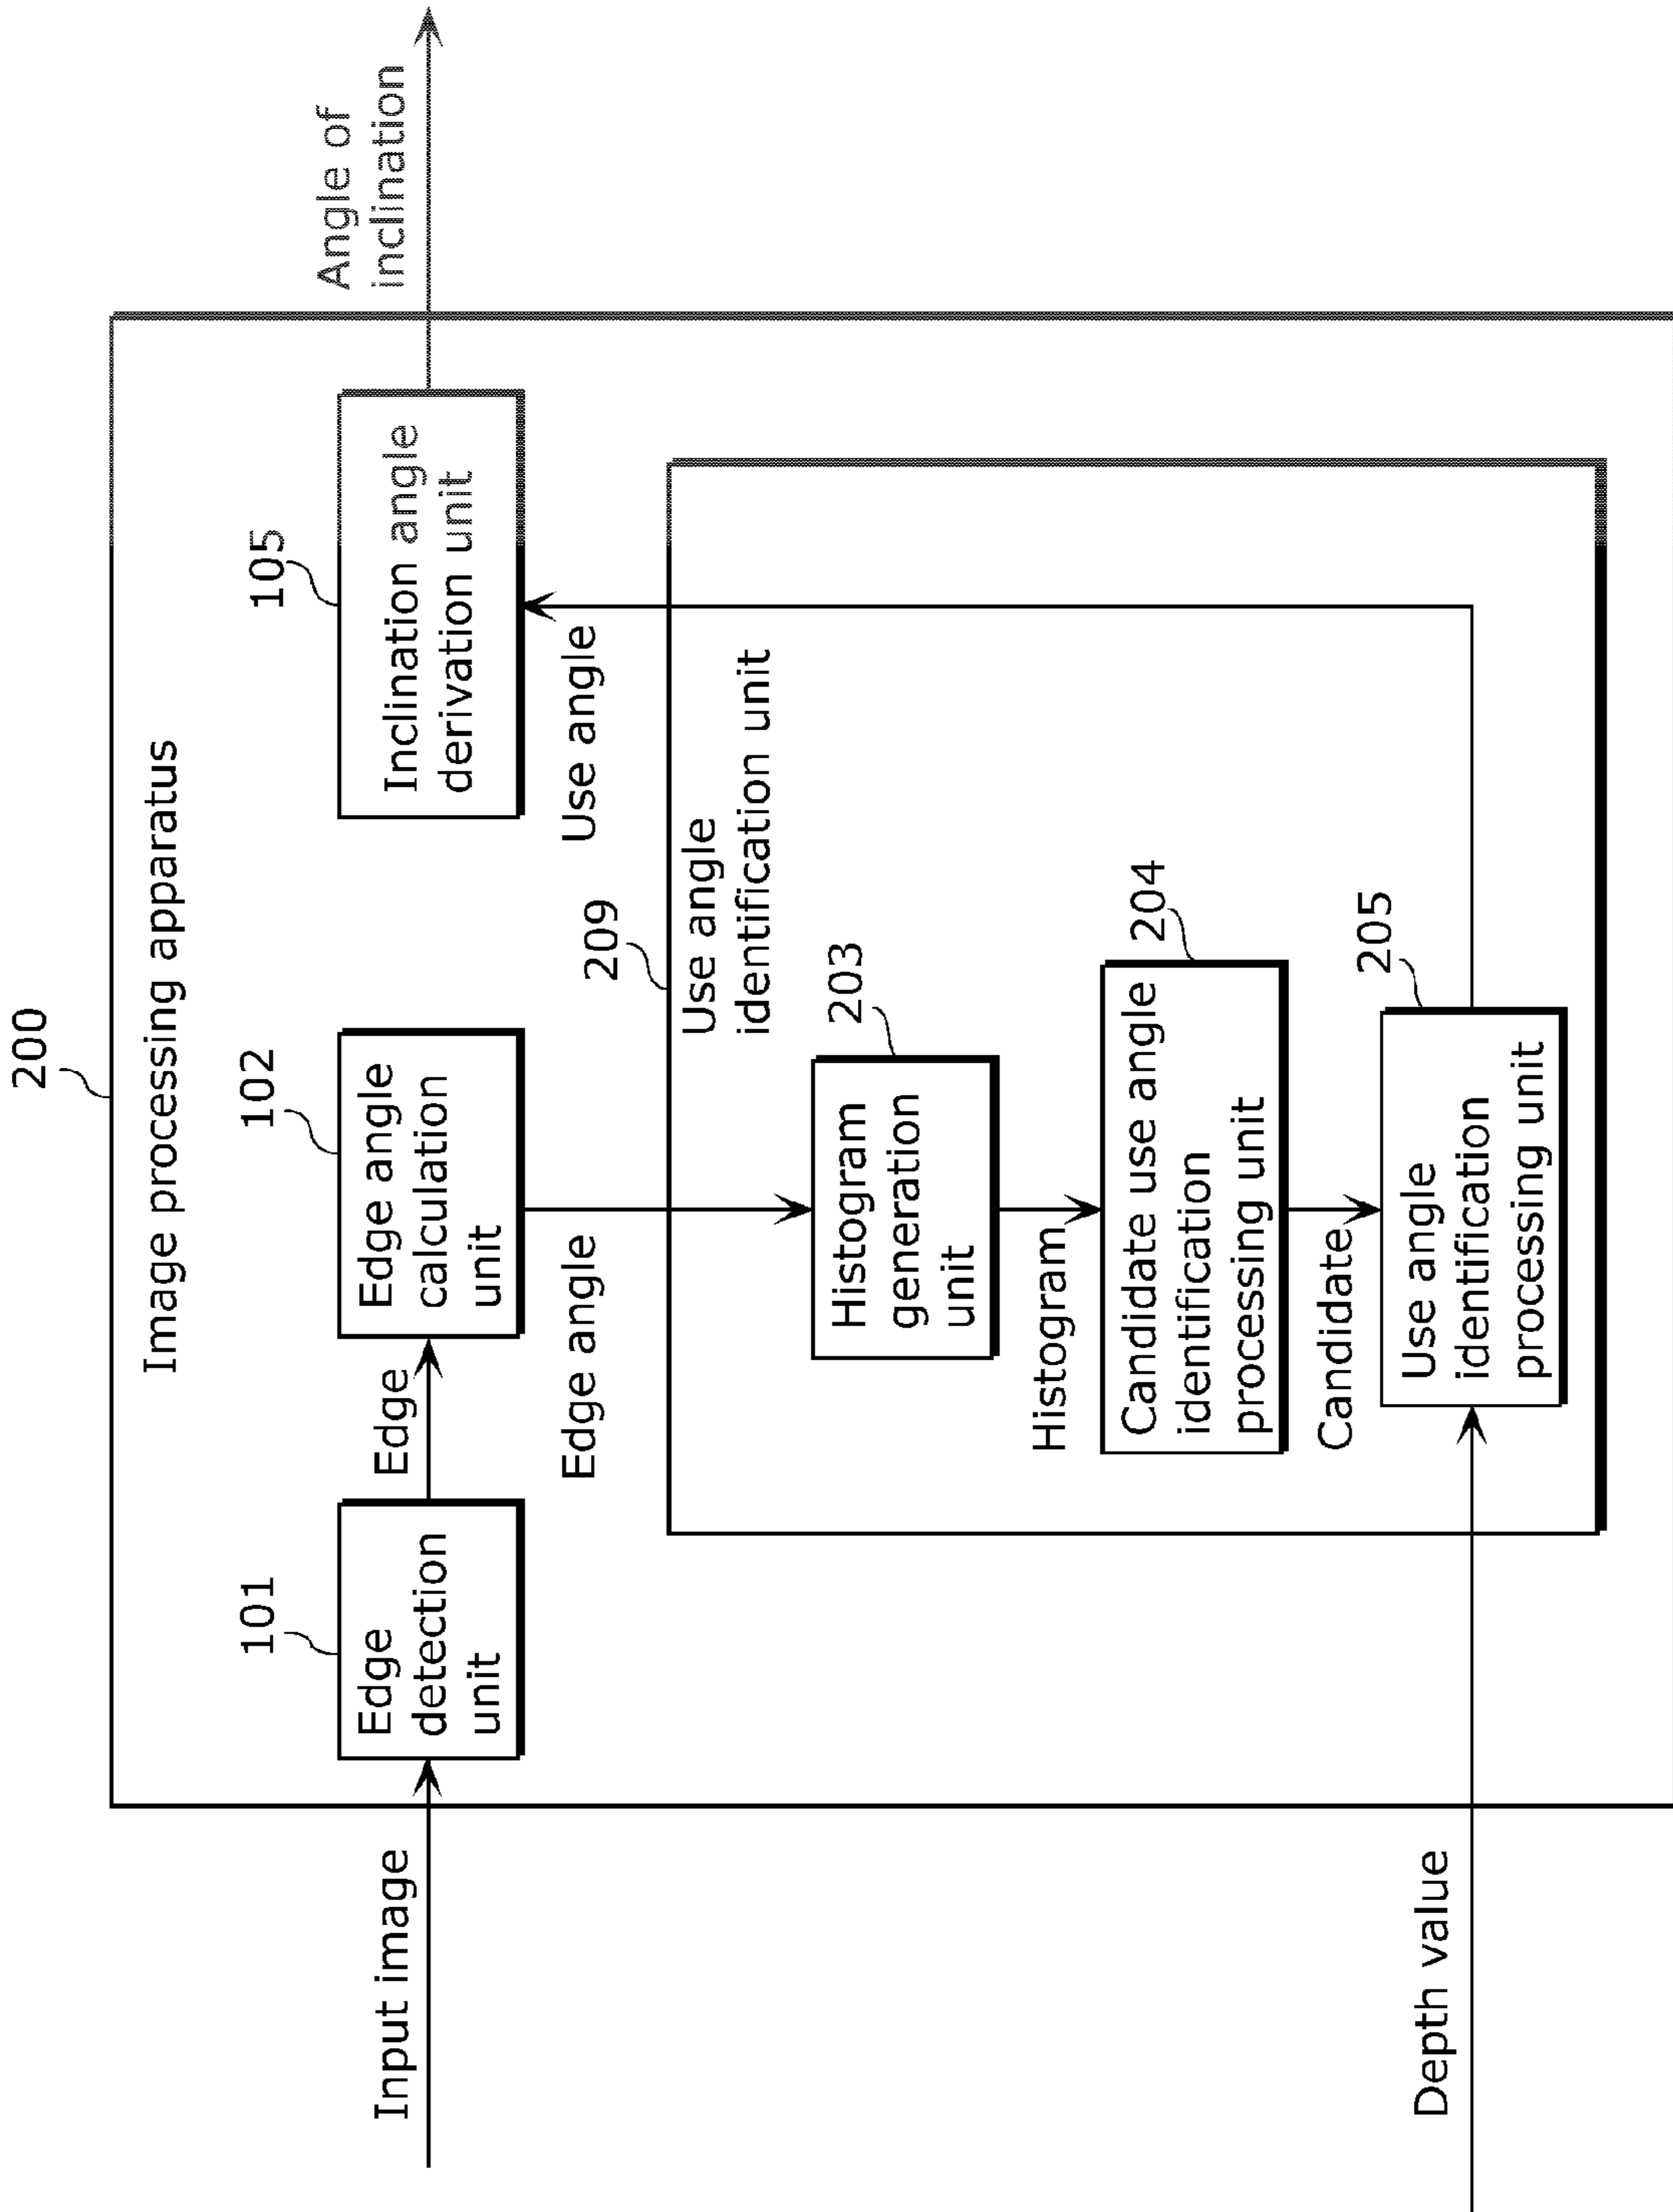 200
Image processing apparatus
101
102
105
Input image
Edge
detection
unit
Edge
Edge angle
calculation
unit
Inclination angle
derivation unit
Angle of
inclination
Edge angle
Use angle
209
Use angle
identification unit
203
Histogram
generation
unit
Histogram
204
Candidate use angle
identification
processing unit
Candidate
205
Depth value
Use angle
identification
processing unit